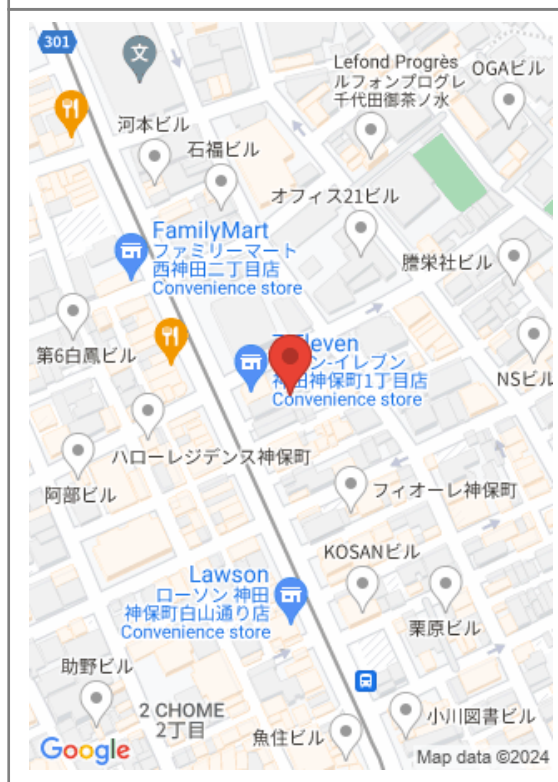 301
文
Lefond Progrès
ルフォンプログレ
千代田御茶ノ水
OGAビル
河本ビル
石福ビル
オフィス21ビル
FamilyMart
ファミリーマート
西神田二丁目店
Convenience store
謄栄社ビル
第6白鳳ビル
Eleven
ン-イレブン
神田神保町1丁目店
Convenience store
NSビル
ハローレジデンス神保町
阿部ビル
フィオーレ神保町
KOSANビル
Lawson
ローソン 神田
神保町白山通り店
Convenience store
栗原ビル
助野ビル
2 CHOME
2丁目
小川図書ビル
魚住ビル
Google
Map data ©2024